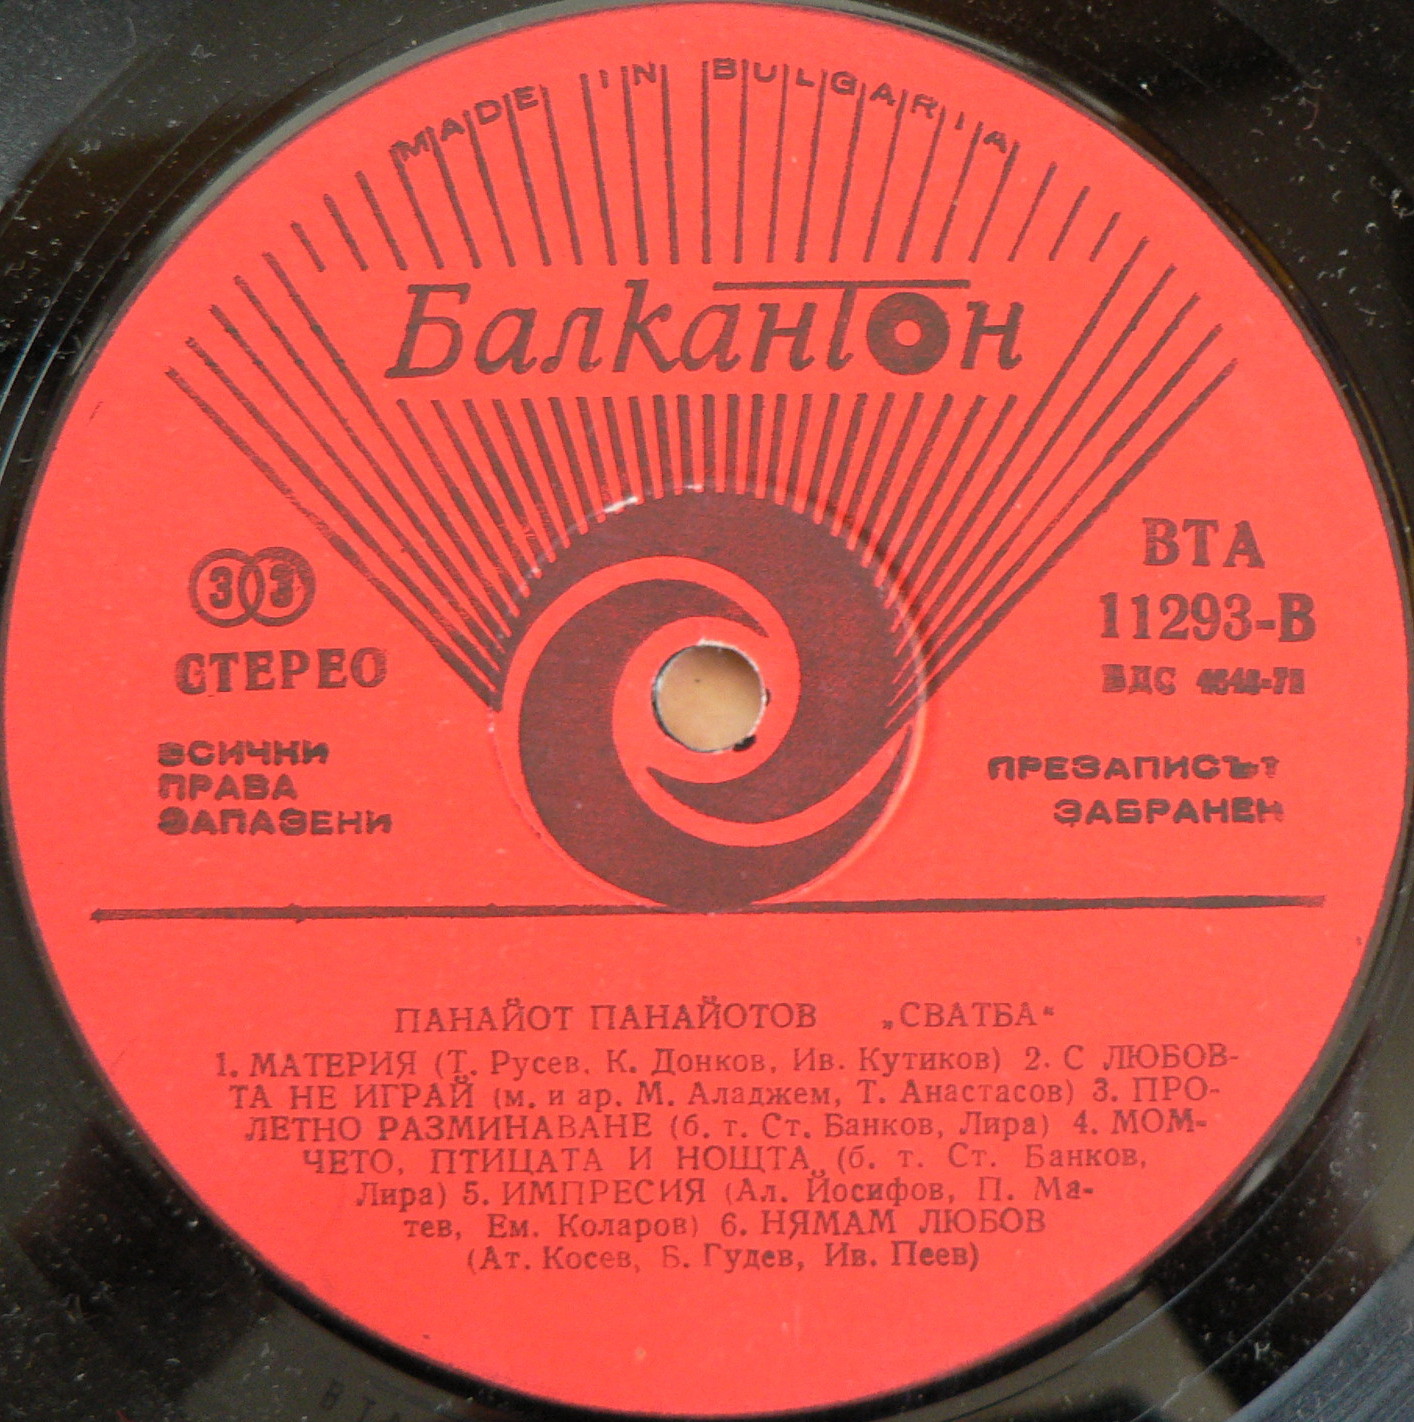 MADE IN BULGARIA
Балкантон
33
СТЕРЕО
ВСИЧКИ
ПРАВА
ЗАПАЗЕНИ
ВТА
11293-В
ВДС
ПРЕЗАПИСЪТ
ЗАБРАНЕН
ПАНАЙОТ ПАНАЙОТОВ „СВАТБА“
1. МАТЕРИЯ (Т. Русев, К. Донков, Ив. Кутиков) 2. С ЛЮБОВ-
ТА НЕ ИГРАЙ (м. и ар. М. Аладжем, Т. Анастасов) 3. ПРО-
ЛЕТНО РАЗМИНАВАНЕ (б. т. Ст. Банков, Лира) 4. МОМ-
ЧЕТО, ПТИЦАТА И НОЩТА (б. т. Ст. Банков,
Лира) 5. ИМПРЕСИЯ (Ал. Йосифов, П. Ма-
тев, Ем. Коларов) 6. НЯМАМ ЛЮБОВ
(Ат. Косев, Б. Гудев, Ив. Пеев)